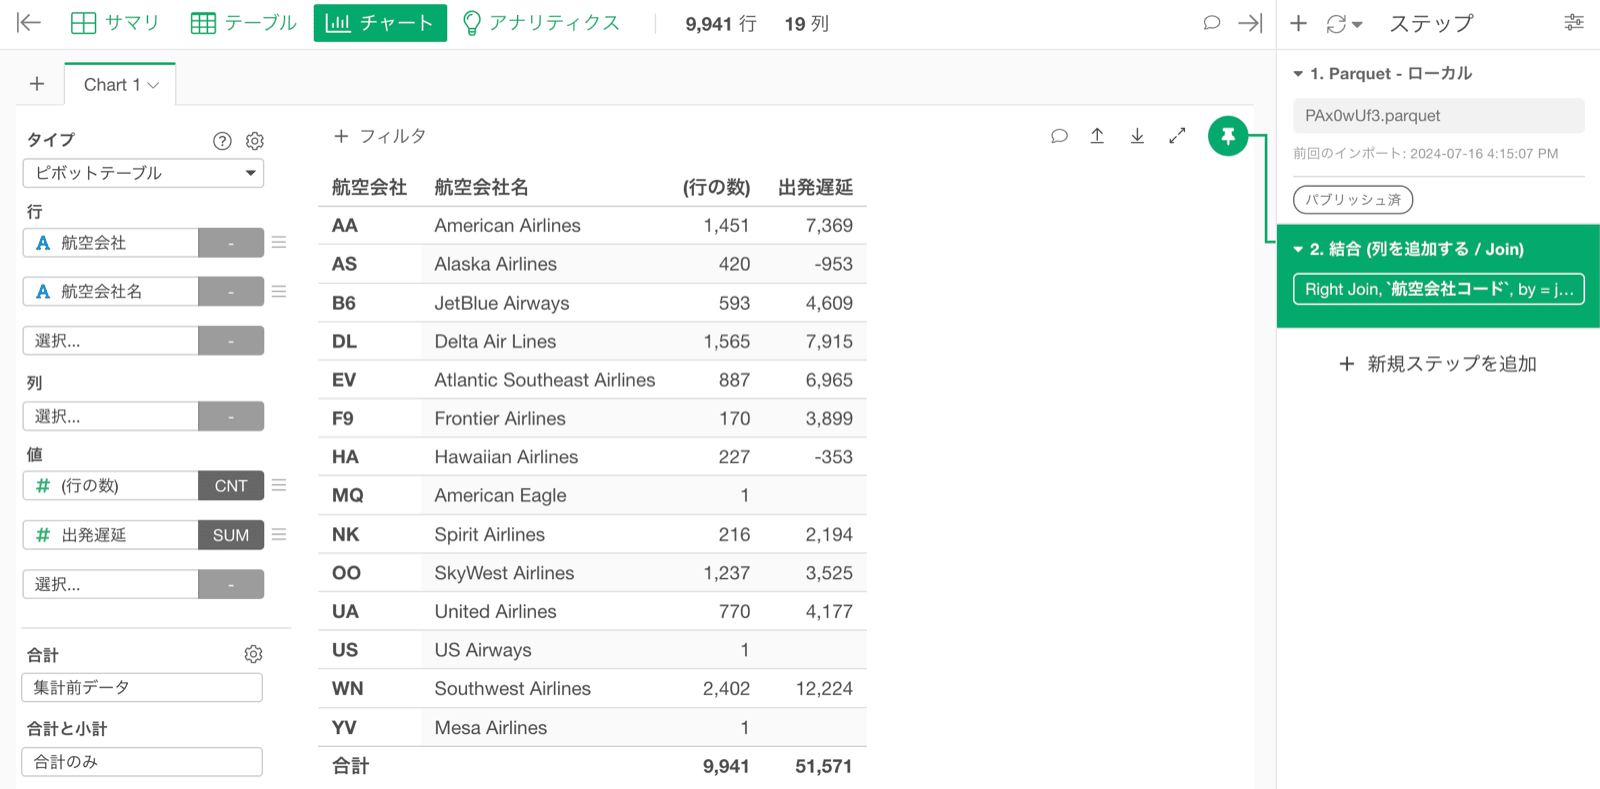 サマリ テーブル チャート アナリティクス 9,941 行 19 列 ステップ
Chart 1
1. Parquet - ローカル
PAx0wUf3.parquet
前回のインポート: 2024-07-16 4:15:07 PM
パブリッシュ済
2. 結合 (列を追加する / Join)
Right Join, `航空会社コード`, by = j...
新規ステップを追加
タイプ
ピボットテーブル
行
A 航空会社 -
A 航空会社名 -
選択... -
列
選択... -
値
# (行の数) CNT
# 出発遅延 SUM
選択... -
合計
集計前データ
合計と小計
合計のみ
フィルタ
航空会社 航空会社名 (行の数) 出発遅延
AA American Airlines 1,451 7,369
AS Alaska Airlines 420 -953
B6 JetBlue Airways 593 4,609
DL Delta Air Lines 1,565 7,915
EV Atlantic Southeast Airlines 887 6,965
F9 Frontier Airlines 170 3,899
HA Hawaiian Airlines 227 -353
MQ American Eagle 1
NK Spirit Airlines 216 2,194
OO SkyWest Airlines 1,237 3,525
UA United Airlines 770 4,177
US US Airways 1
WN Southwest Airlines 2,402 12,224
YV Mesa Airlines 1
合計 9,941 51,571